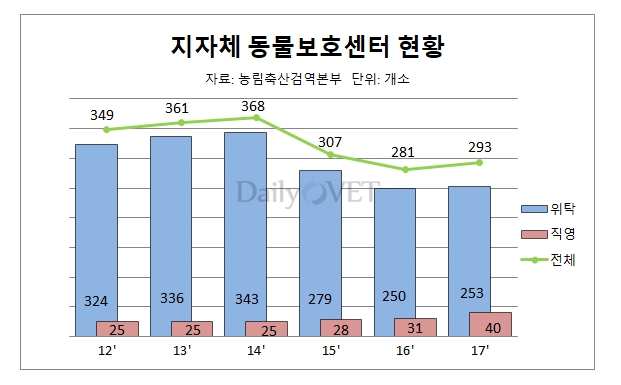 지자체 동물보호센터 현황
자료: 농림축산검역본부 단위: 개소
349 361 368 307 281 293
DailyVET
위탁
직영
전체
324 336 343 279 250 253
25 25 25 28 31 40
12' 13' 14' 15' 16' 17'